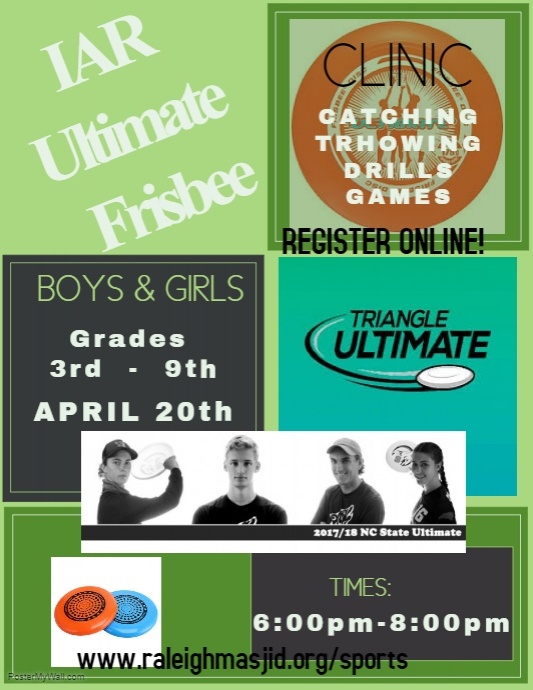 IAR
Ultimate
Frisbee
CLINIC
CATCHING
TRHOWING
DRILLS
GAMES
REGISTER ONLINE!
BOYS & GIRLS
Grades
3rd - 9th
APRIL 20th
TRIANGLE
ULTIMATE
2017/18 NC State Ultimate
TIMES:
6:00pm-8:00pm
www.raleighmasjid.org/sports
PosterMyWall.com